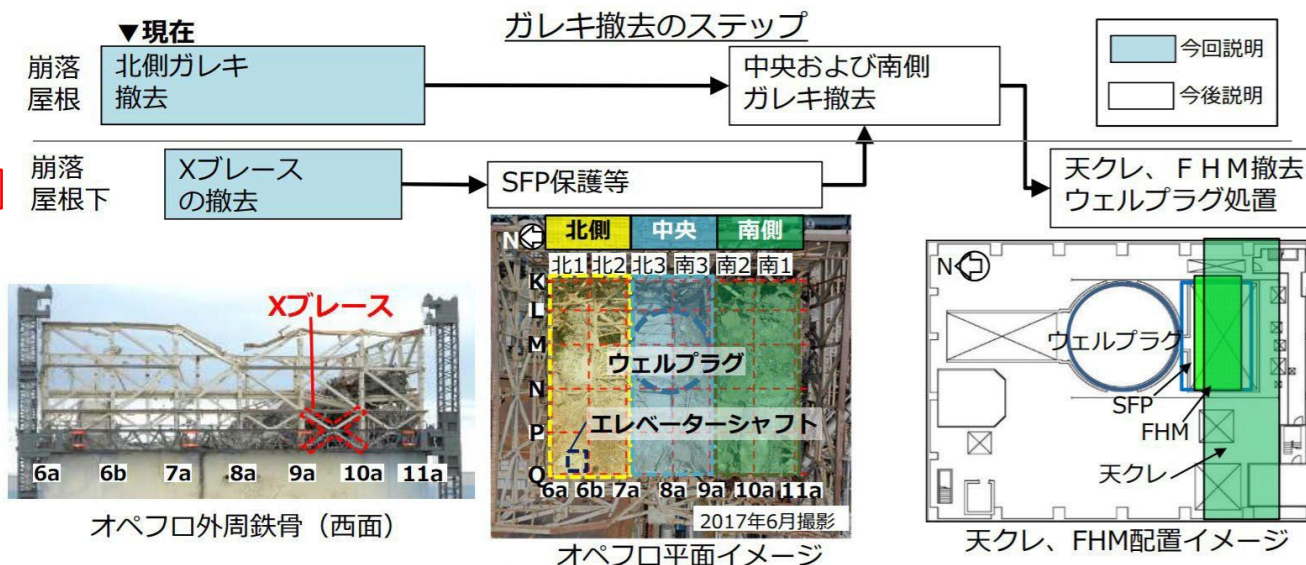 ガレキ撤去のステップ
▼現在
崩落
屋根
北側ガレキ
撤去
中央および南側
ガレキ撤去
今回説明
今後説明
崩落
屋根下
Xブレース
の撤去
SFP保護等
天クレ、ＦＨＭ撤去
ウェルプラグ処置
Xブレース
6a 6b 7a 8a 9a 10a 11a
オペフロ外周鉄骨（西面）
N
北側 中央 南側
北1 北2 北3 南3 南2 南1
K
L
M
ウェルプラグ
N
エレベーターシャフト
P
Q
6a 6b 7a 8a 9a 10a 11a
2017年6月撮影
オペフロ平面イメージ
N
ウェルプラグ
SFP
FHM
天クレ
天クレ、FHM配置イメージ